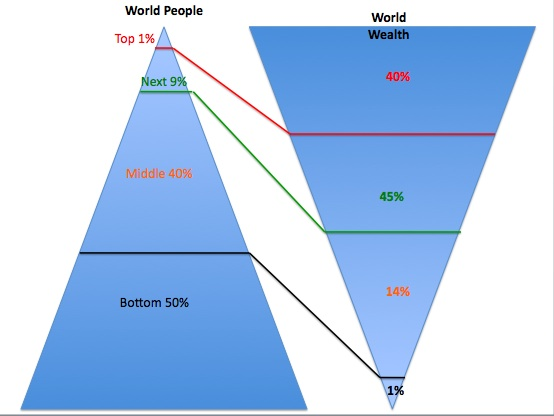 World People
World
Wealth
Top 1%
40%
Next 9%
Middle 40%
45%
14%
Bottom 50%
1%